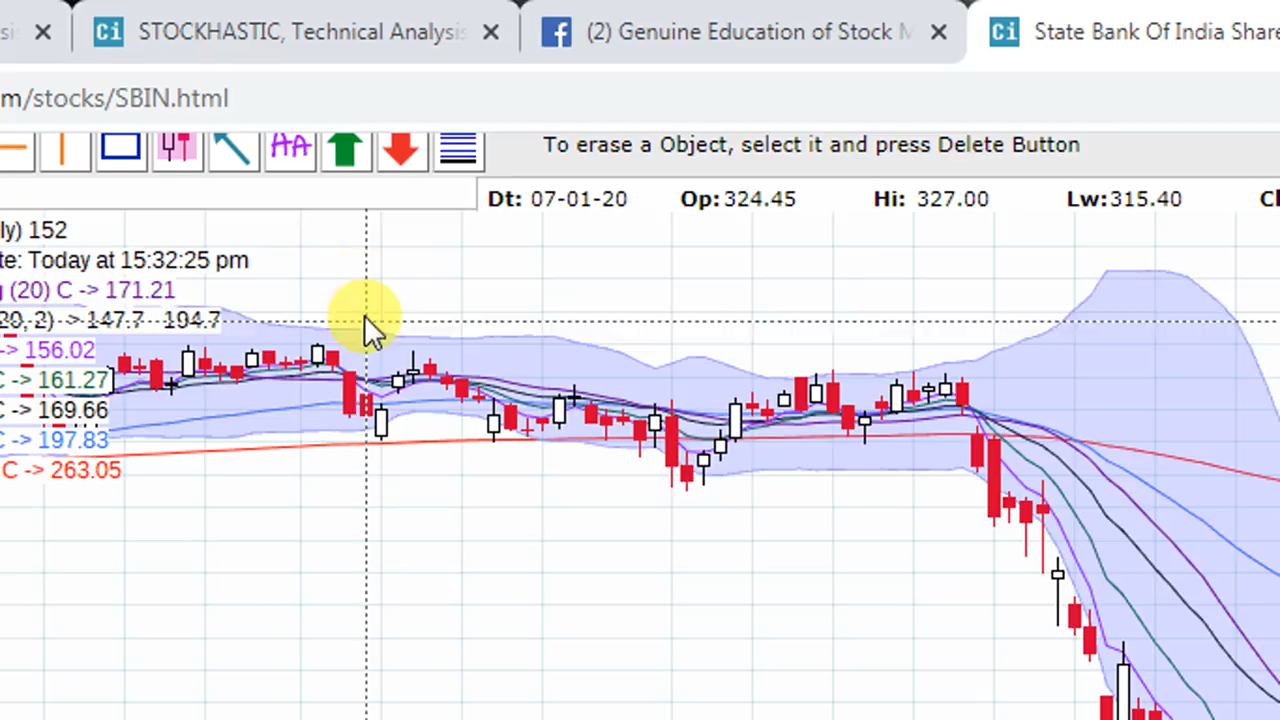 Ci STOCKHASTIC, Technical Analysis
(2) Genuine Education of Stock M
Ci State Bank Of India Share
m/stocks/SBIN.html
AA
To erase a Object, select it and press Delete Button
Dt: 07-01-20 Op: 324.45 Hi: 327.00 Lw: 315.40
ly) 152
te: Today at 15:32:25 pm
(20) C -> 171.21
20, 2) -> 147.7 194.7
-> 156.02
C -> 161.27
C -> 169.66
C -> 197.83
C -> 263.05